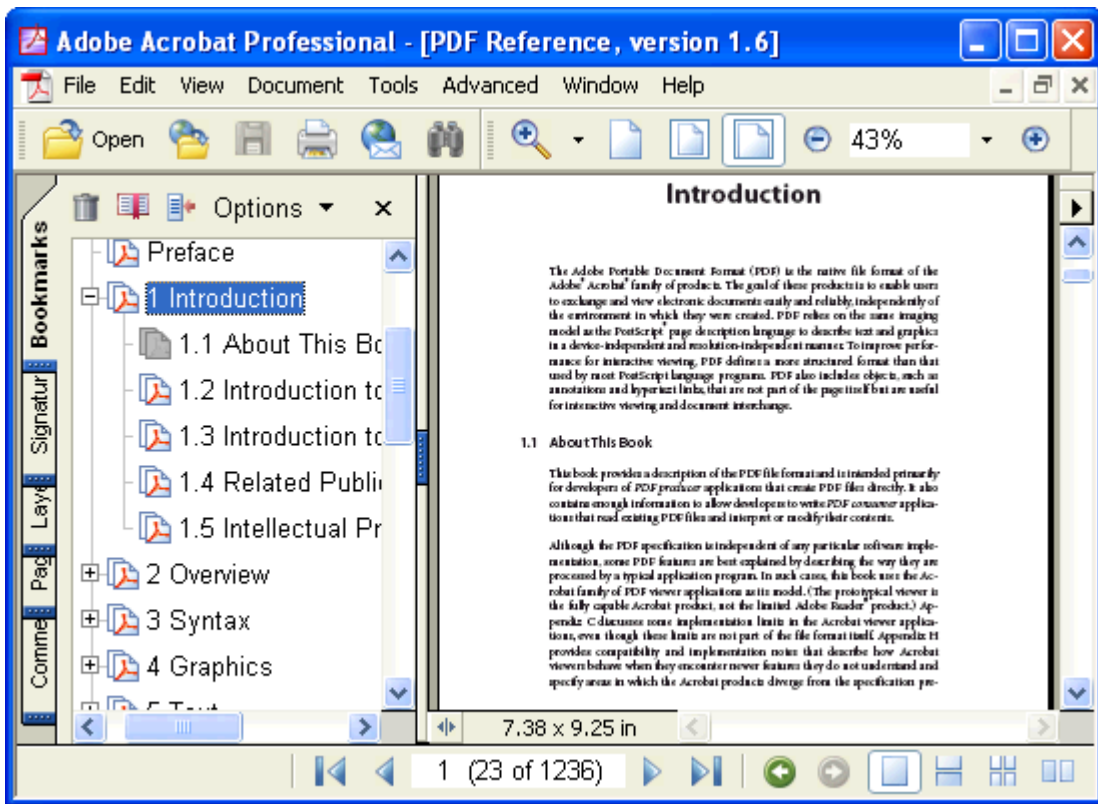 Adobe Acrobat Professional - [PDF Reference, version 1.6]
File Edit View Document Tools Advanced Window Help
Open 43%
Bookmarks
Signatur
Laye
Pag
Comme
Options
Preface
1 Introduction
1.1 About This Bo
1.2 Introduction to
1.3 Introduction to
1.4 Related Public
1.5 Intellectual Pr
2 Overview
3 Syntax
4 Graphics
5 Text
Introduction
The Adobe Portable Document Format (PDF) is the native file format of the
Adobe® Acrobat® family of products. The goal of these products is to enable users
to exchange and view electronic documents easily and reliably, independently of
the environment in which they were created. PDF relies on the same imaging
model as the PostScript® page description language to describe text and graphics
in a device-independent and resolution-independent manner. To improve perfor-
mance for interactive viewing, PDF defines a more structured format than that
used by most PostScript language programs. PDF also includes objects, such as
annotations and hypertext links, that are not part of the page itself but are useful
for interactive viewing and document interchange.
1.1 About This Book
This book provides a description of the PDF file format and is intended primarily
for developers of PDF producer applications that create PDF files directly. It also
contains enough information to allow developers to write PDF consumer applica-
tions that read existing PDF files and interpret or modify their contents.
Although the PDF specification is independent of any particular software imple-
mentation, some PDF features are best explained by describing the way they are
processed by a typical application program. In such cases, this book uses the Ac-
robat family of PDF viewer applications as its model. (The prototypical viewer is
the fully capable Acrobat product, not the limited Adobe Reader® product.) Ap-
pendix C discusses some implementation limits in the Acrobat viewer applica-
tions, even though these limits are not part of the file format itself. Appendix H
provides compatibility and implementation notes that describe how Acrobat
viewers behave when they encounter newer features they do not understand and
specify areas in which the Acrobat products diverge from the specification pre-
7.38 x 9.25 in
1 (23 of 1236)